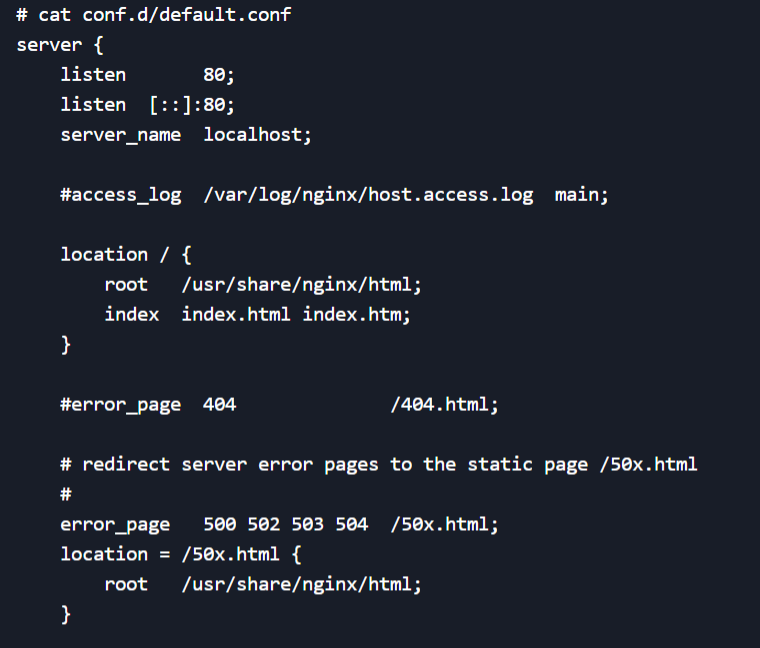 # cat conf.d/default.conf
server {
    listen       80;
    listen  [::]:80;
    server_name  localhost;

    #access_log  /var/log/nginx/host.access.log  main;

    location / {
        root   /usr/share/nginx/html;
        index  index.html index.htm;
    }

    #error_page  404              /404.html;

    # redirect server error pages to the static page /50x.html
    #
    error_page   500 502 503 504  /50x.html;
    location = /50x.html {
        root   /usr/share/nginx/html;
    }